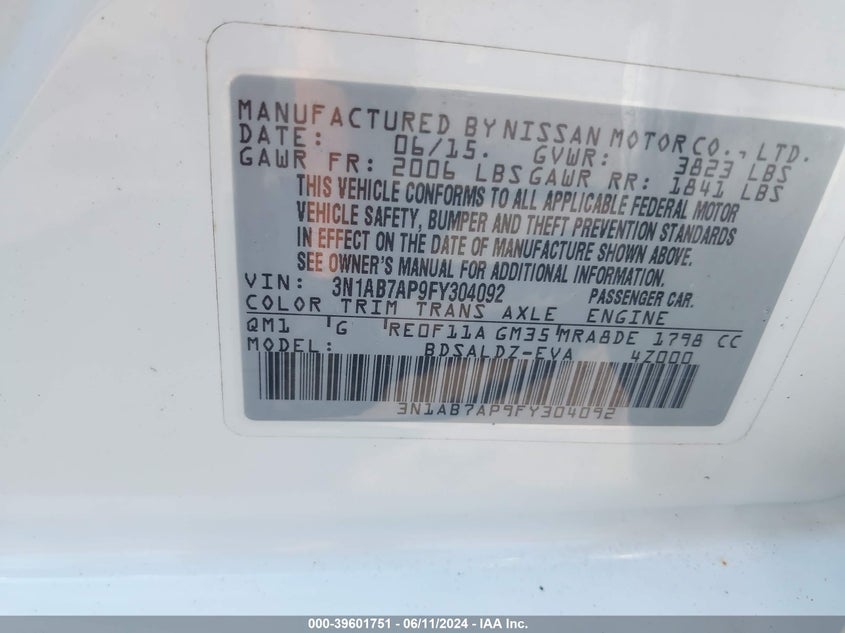 MANUFACTURED BY NISSAN MOTOR CO., LTD.
DATE: 06/15. GVWR: 3823 LBS
GAWR FR: 2006 LBS GAWR RR: 1841 LBS
THIS VEHICLE CONFORMS TO ALL APPLICABLE FEDERAL MOTOR
VEHICLE SAFETY, BUMPER AND THEFT PREVENTION STANDARDS
IN EFFECT ON THE DATE OF MANUFACTURE SHOWN ABOVE.
SEE OWNER'S MANUAL FOR ADDITIONAL INFORMATION.
VIN: 3N1AB7AP9FY304092 PASSENGER CAR.
COLOR TRIM TRANS AXLE ENGINE
QM1 G RE0F11A GM35 MRA8DE 1798 CC
MODEL: BDSALDZ-EVA 4Z000
3N1AB7AP9FY304092
000-39601751 - 06/11/2024 - IAA Inc.